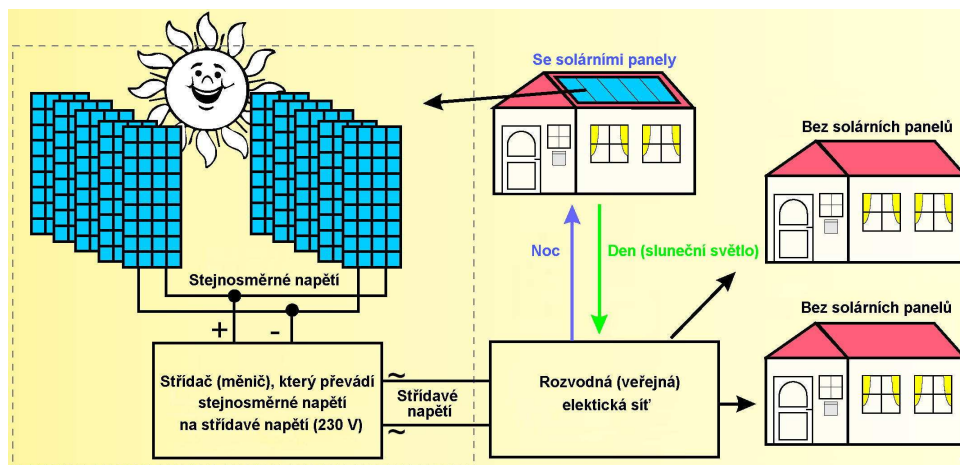 Se solárními panely
Bez solárních panelů
Noc
Den (sluneční světlo)
Stejnosměrné napětí
+
-
Bez solárních panelů
Střídač (měnič), který převádí
stejnosměrné napětí
na střídavé napětí (230 V)
~
Střídavé
napětí
~
Rozvodná (veřejná)
elektická síť